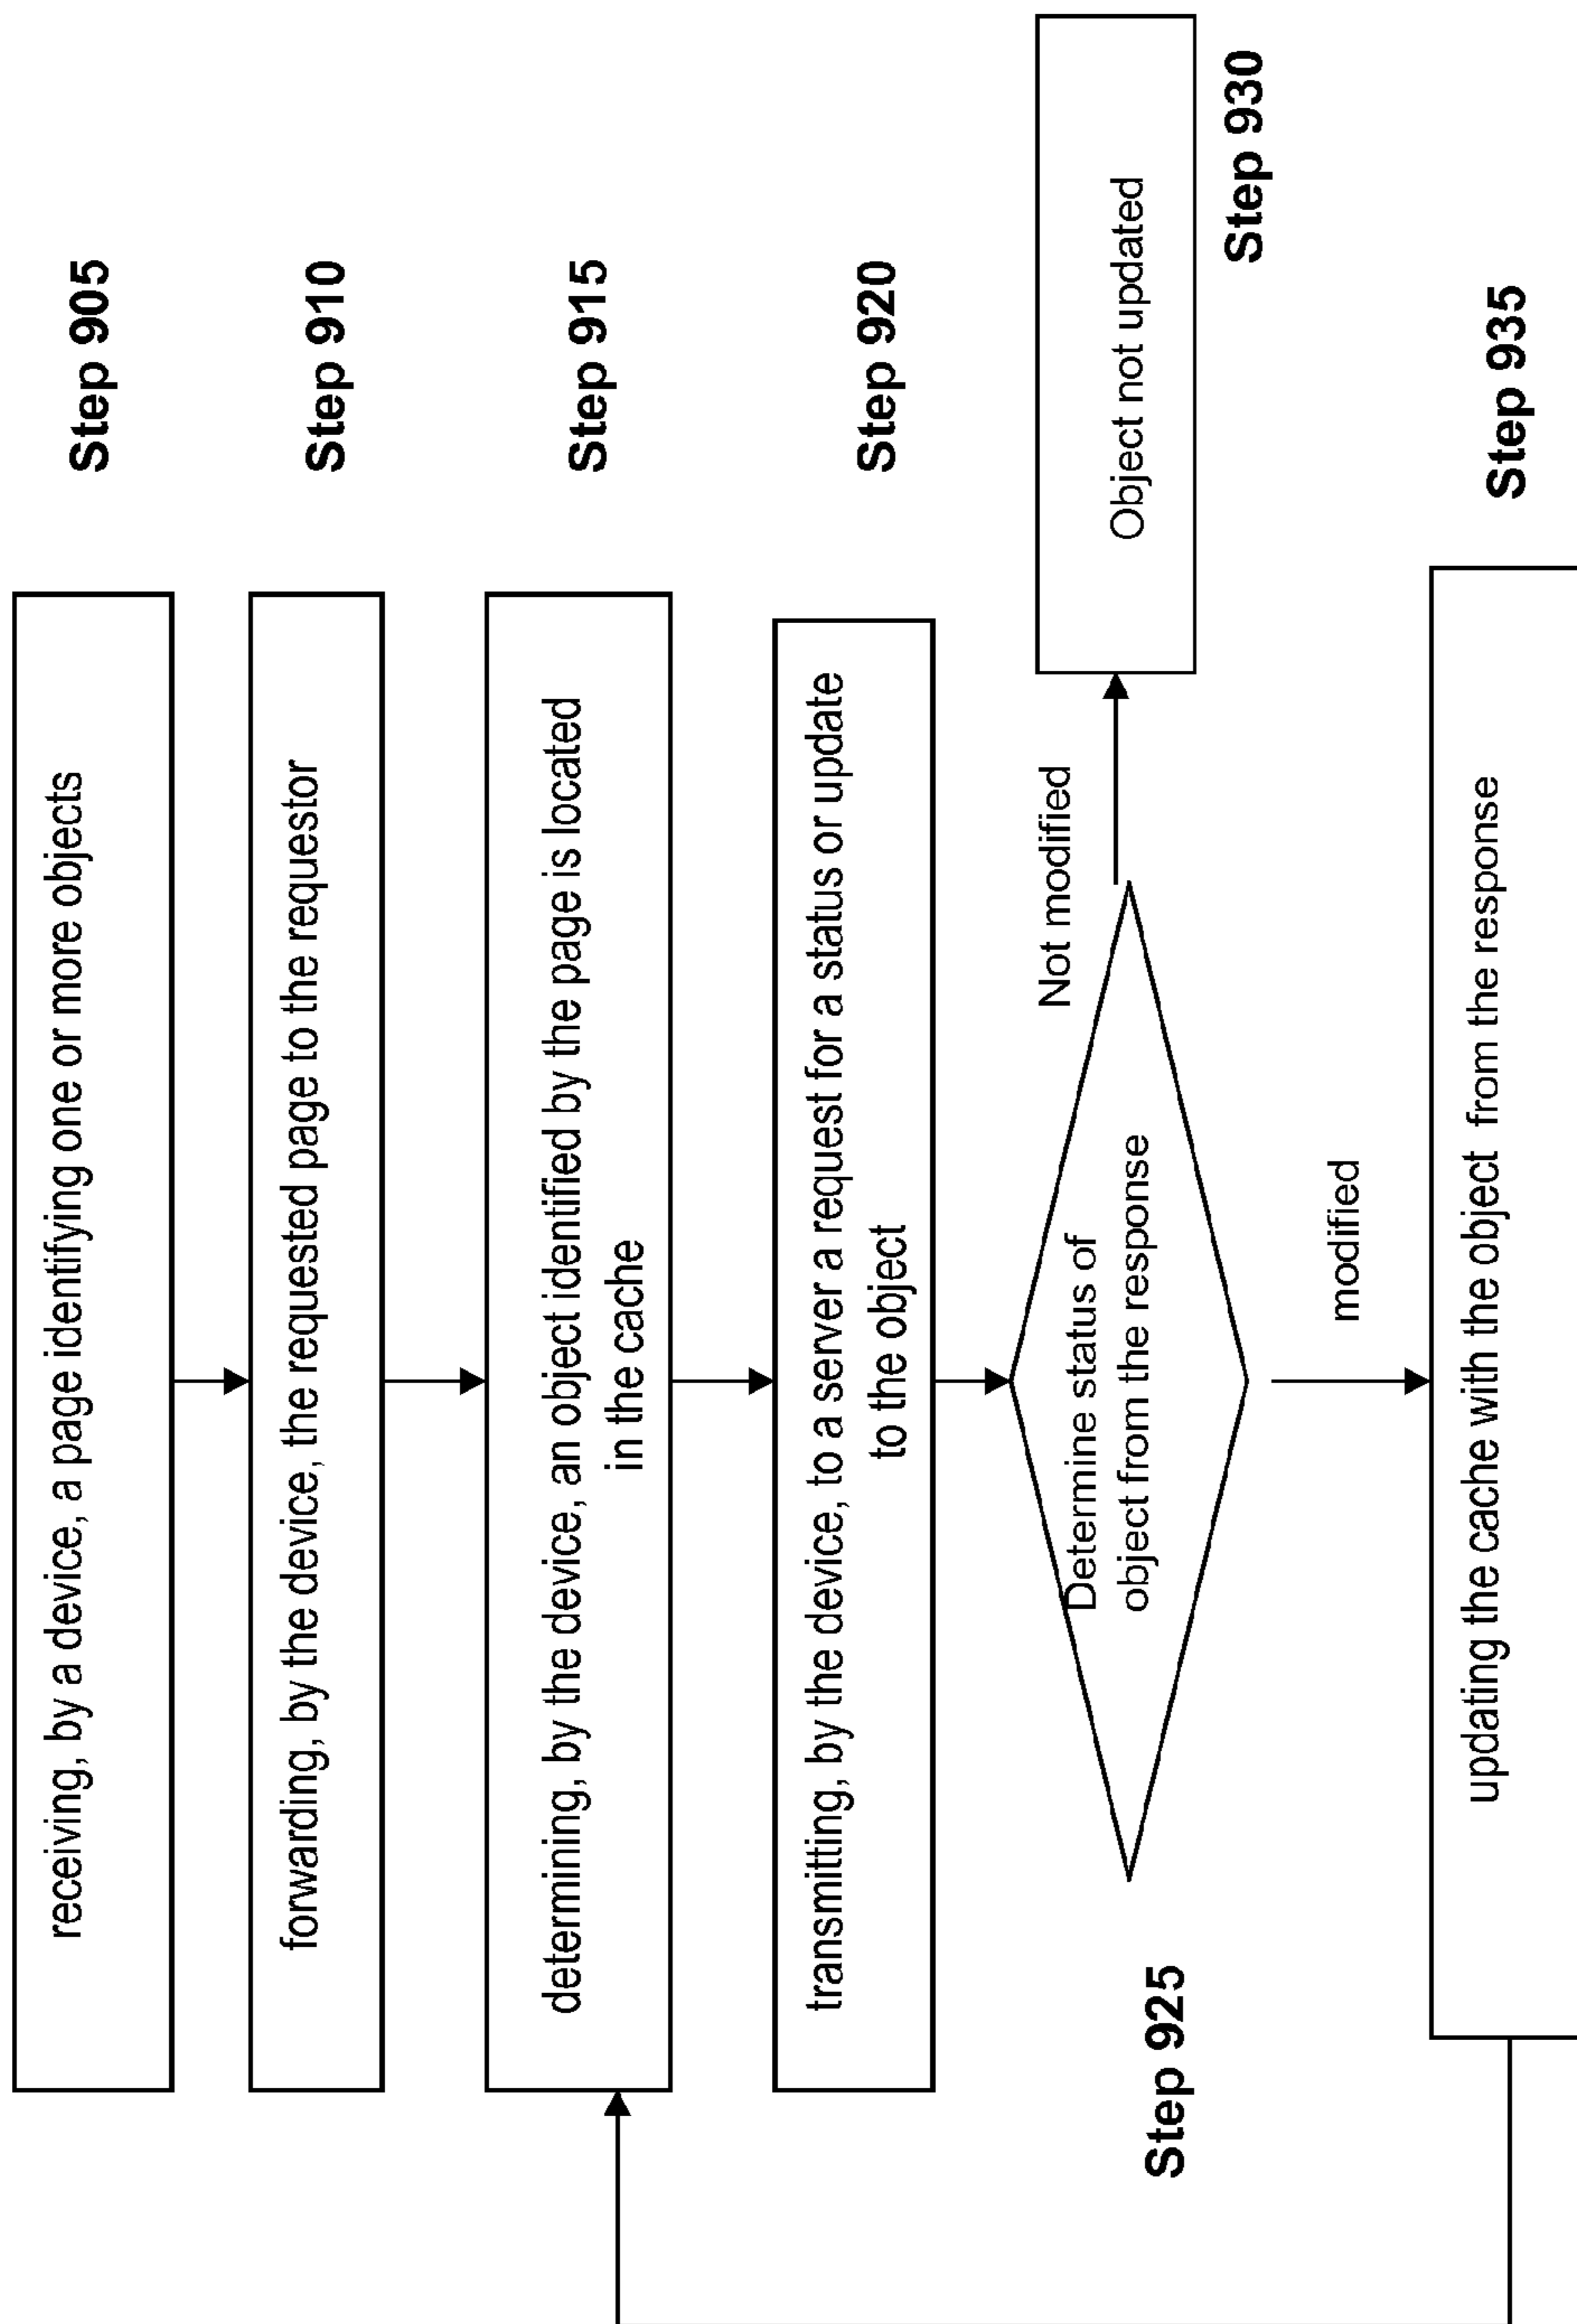 receiving, by a device, a page identifying one or more objects
Step 905
forwarding, by the device, the requested page to the requestor
Step 910
determining, by the device, an object identified by the page is located
in the cache
Step 915
transmitting, by the device, to a server a request for a status or update
to the object
Step 920
Step 925
Determine status of
object from the response
Not modified
Object not updated
Step 930
modified
updating the cache with the object from the response
Step 935